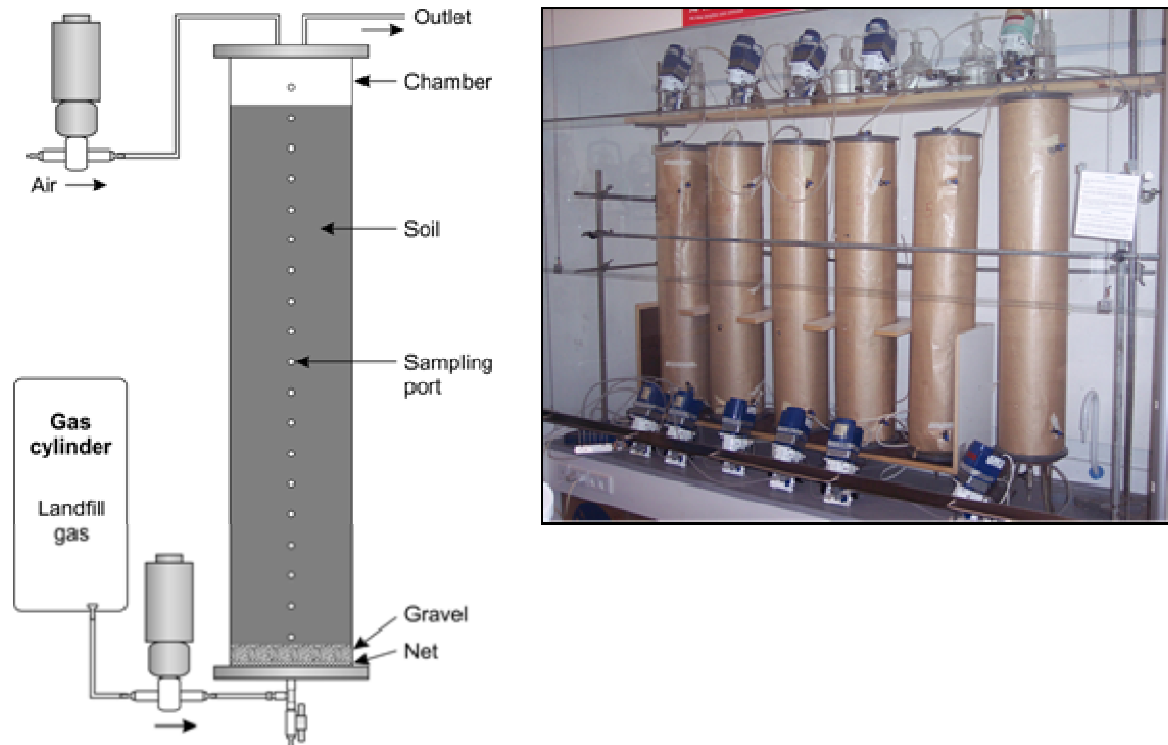 Outlet
Chamber
Air
Soil
Sampling
port
Gas
cylinder
Landfill
gas
Gravel
Net